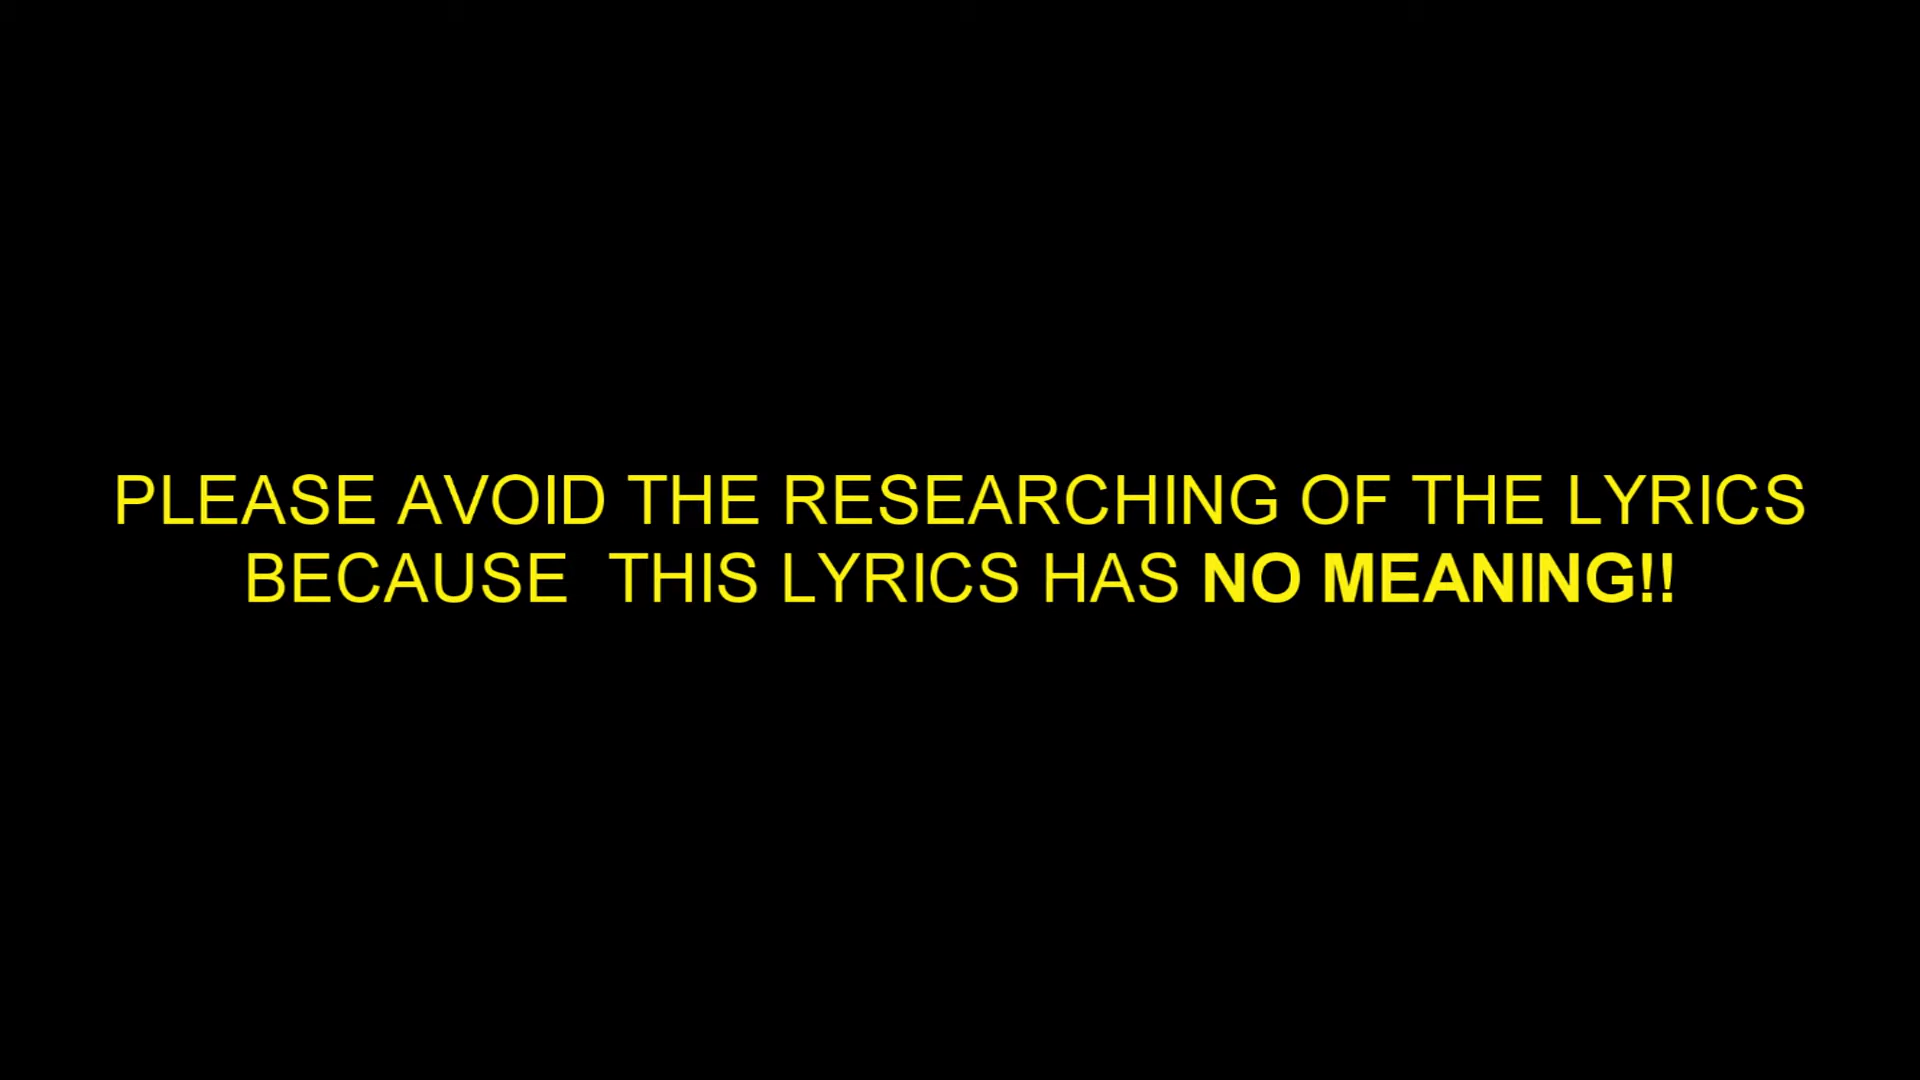 PLEASE AVOID THE RESEARCHING OF THE LYRICS
BECAUSE  THIS LYRICS HAS NO MEANING!!